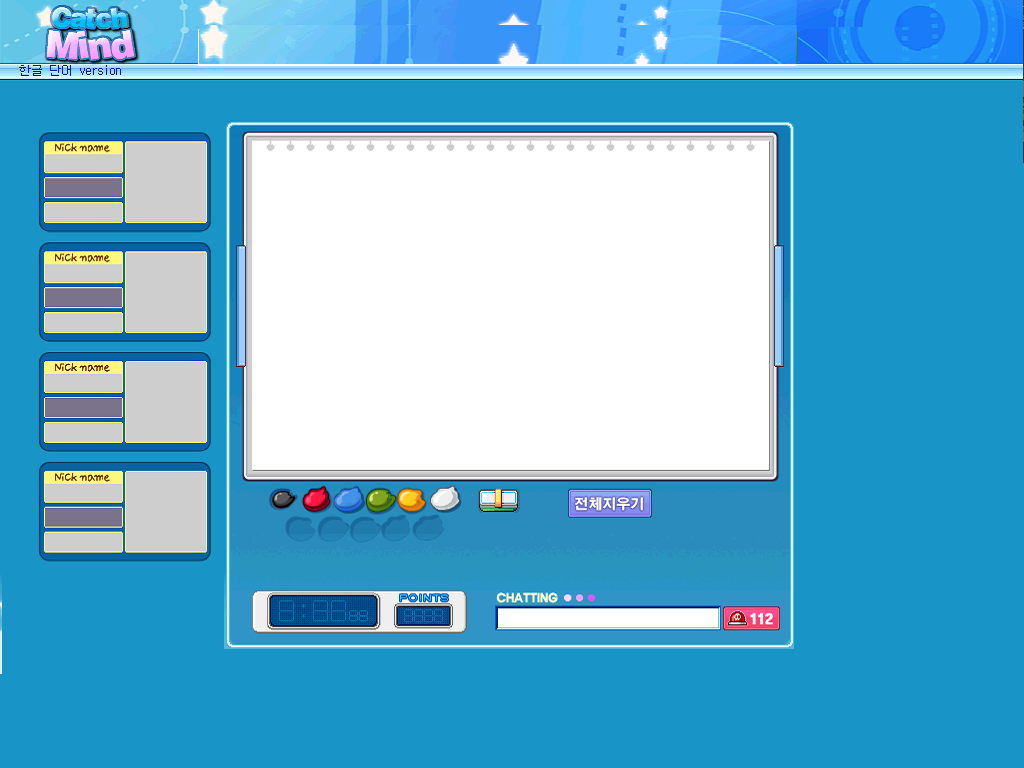 Catch
Mind
한글 단어 version
Nick name
Nick name
Nick name
Nick name
전체지우기
POINTS
CHATTING
112